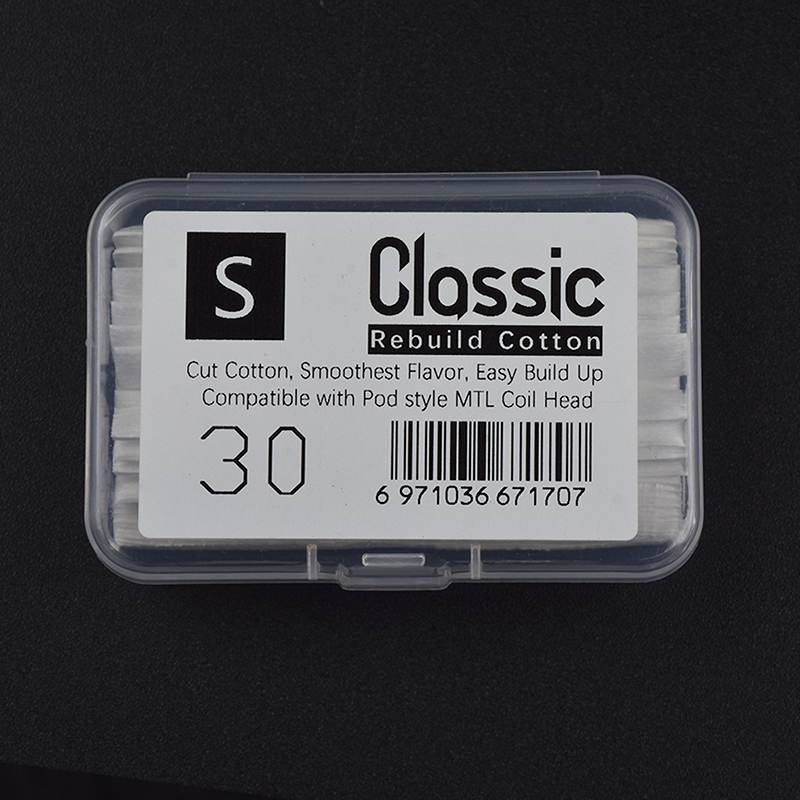 S
Classic
Rebuild Cotton
Cut Cotton, Smoothest Flavor, Easy Build Up
Compatible with Pod style MTL Coil Head
30
6 971036 671707